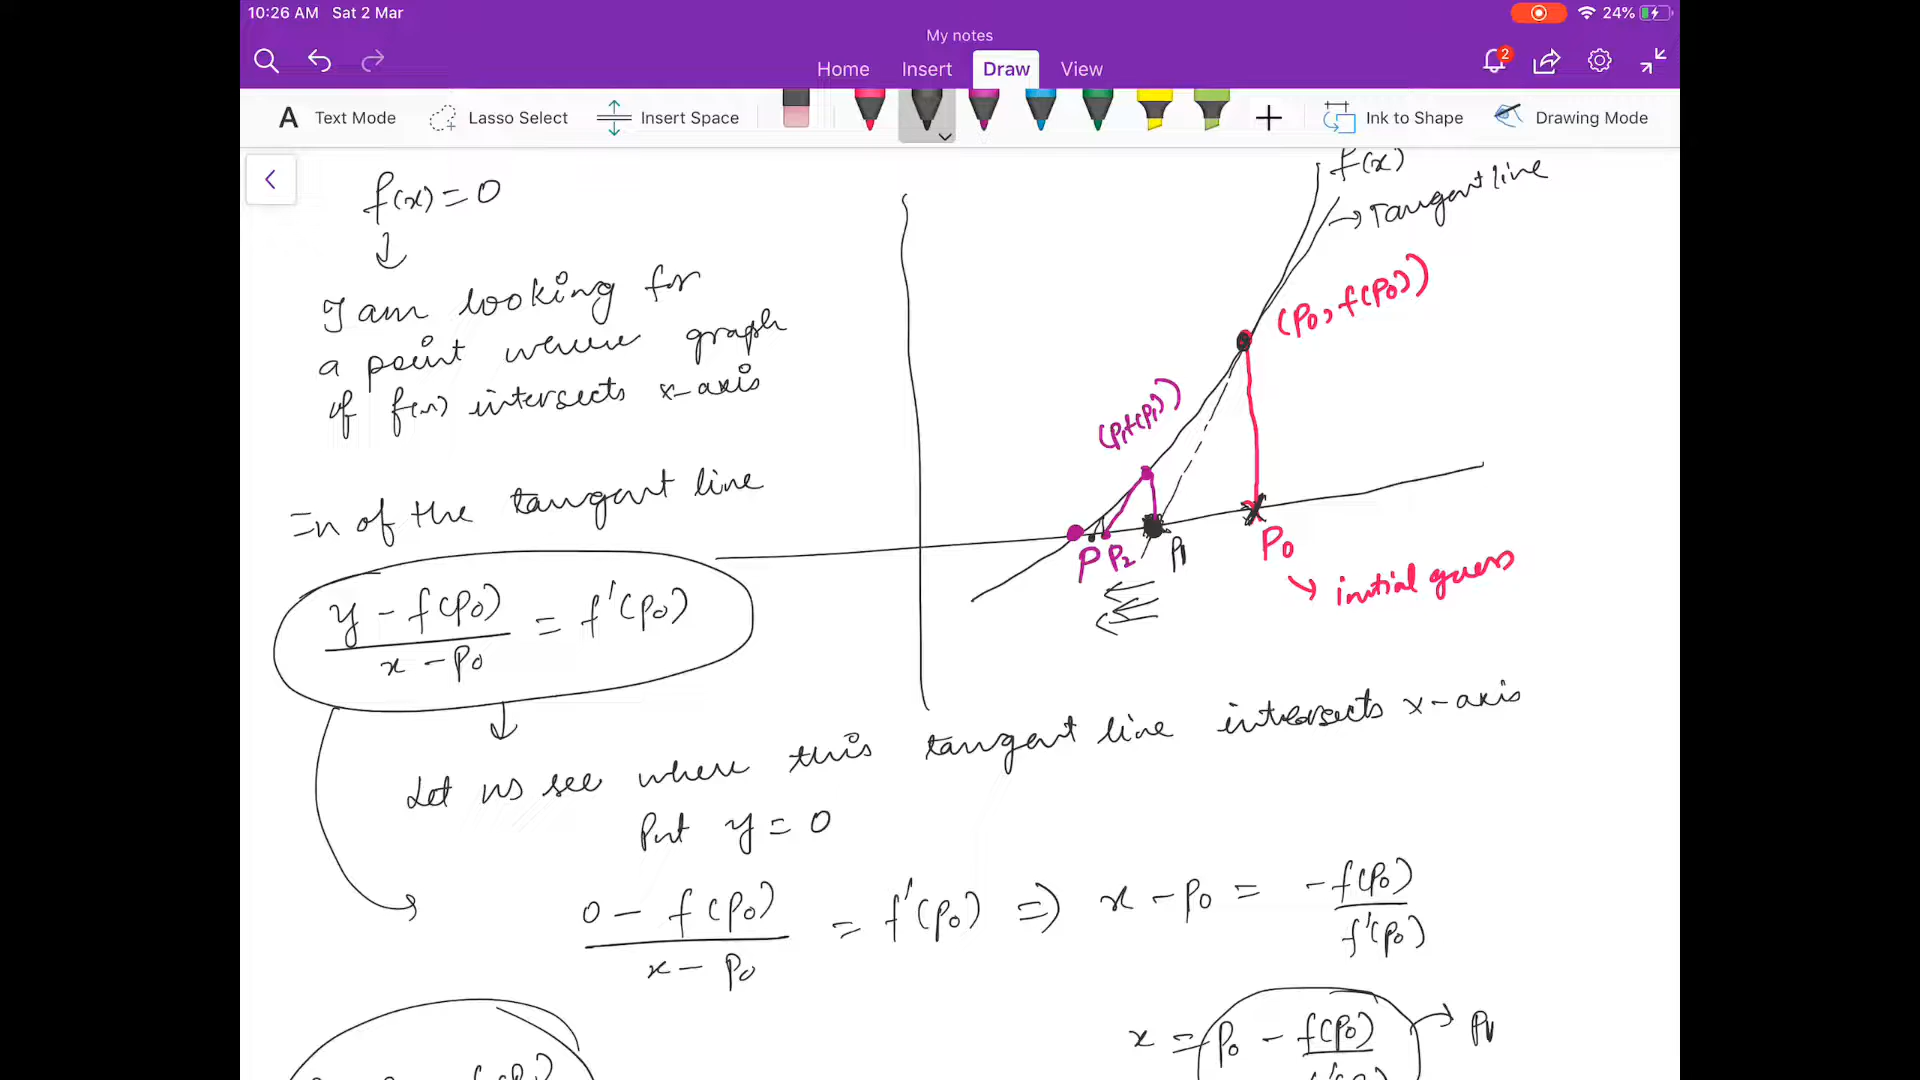 10:26 AM Sat 2 Mar
24%
My notes
Home Insert Draw View
2
Text Mode Lasso Select Insert Space Ink to Shape Drawing Mode
f(x) = 0
I am looking for
a point where graph
of f(x) intersects x-axis
f(x)
→ Tangent line
(P0, f(P0))
(P1, f(P1))
P P2 P1 P0
initial guess
=n of the tangent line
y - f(p0) / x - p0 = f'(p0)
Let us see where this tangent line intersects x-axis
Put y = 0
0 - f(p0) / x - p0 = f'(p0) => x - p0 = -f(p0) / f'(p0)
x = p0 - f(p0) → p1